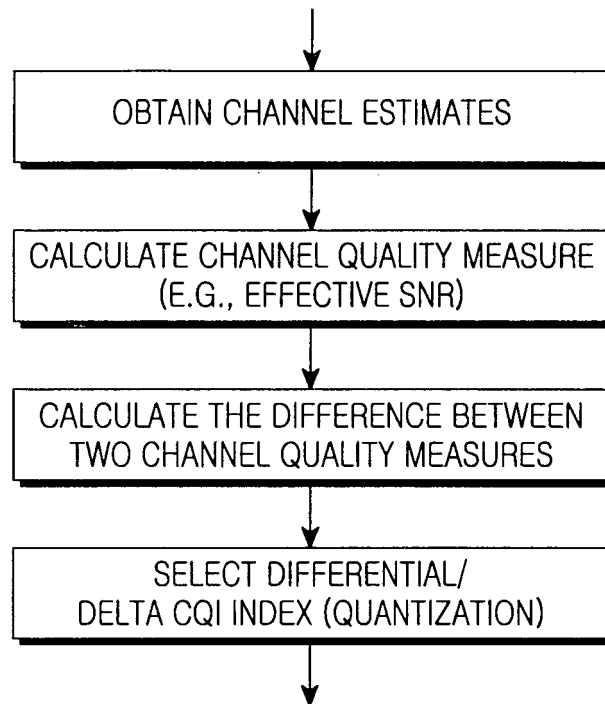 OBTAIN CHANNEL ESTIMATES
CALCULATE CHANNEL QUALITY MEASURE
(E.G., EFFECTIVE SNR)
CALCULATE THE DIFFERENCE BETWEEN
TWO CHANNEL QUALITY MEASURES
SELECT DIFFERENTIAL/
DELTA CQI INDEX (QUANTIZATION)